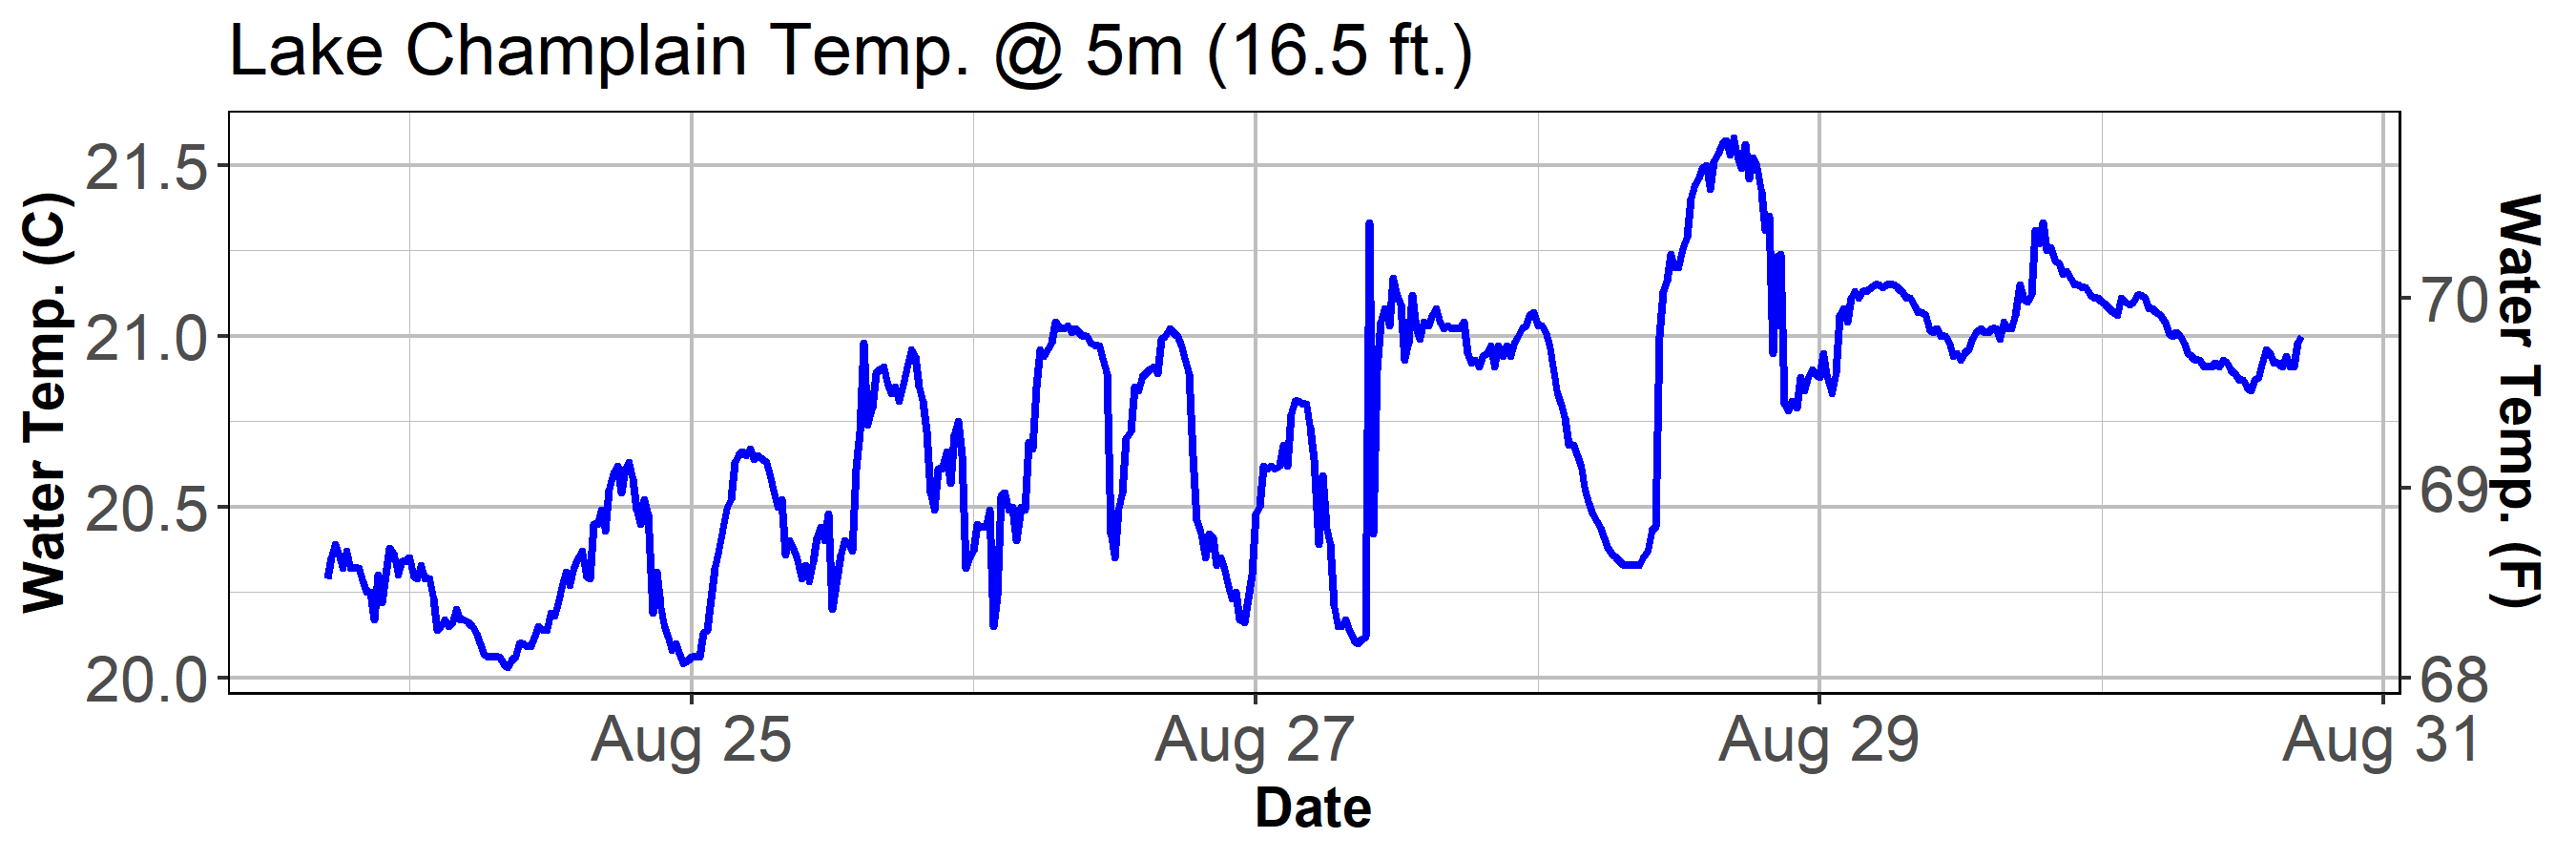 Lake Champlain Temp. @ 5m (16.5 ft.)
Water Temp. (C)
21.5
21.0
20.5
20.0
70
69
68
Water Temp. (F)
Aug 25
Aug 27
Aug 29
Aug 31
Date